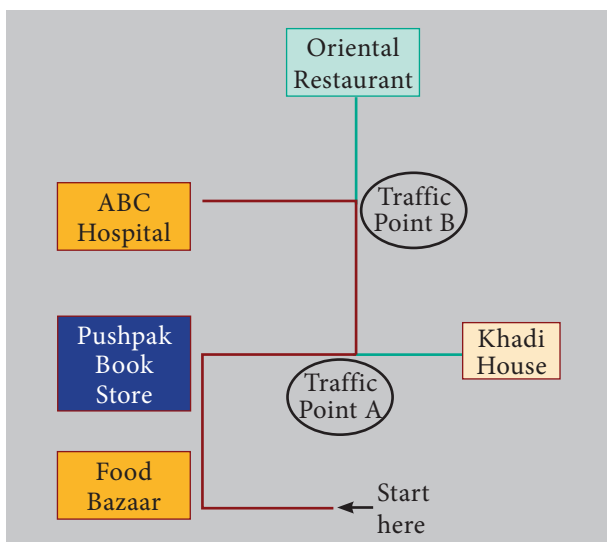 Oriental
Restaurant
ABC
Hospital
Traffic
Point B
Pushpak
Book
Store
Khadi
House
Traffic
Point A
Food
Bazaar
Start
here